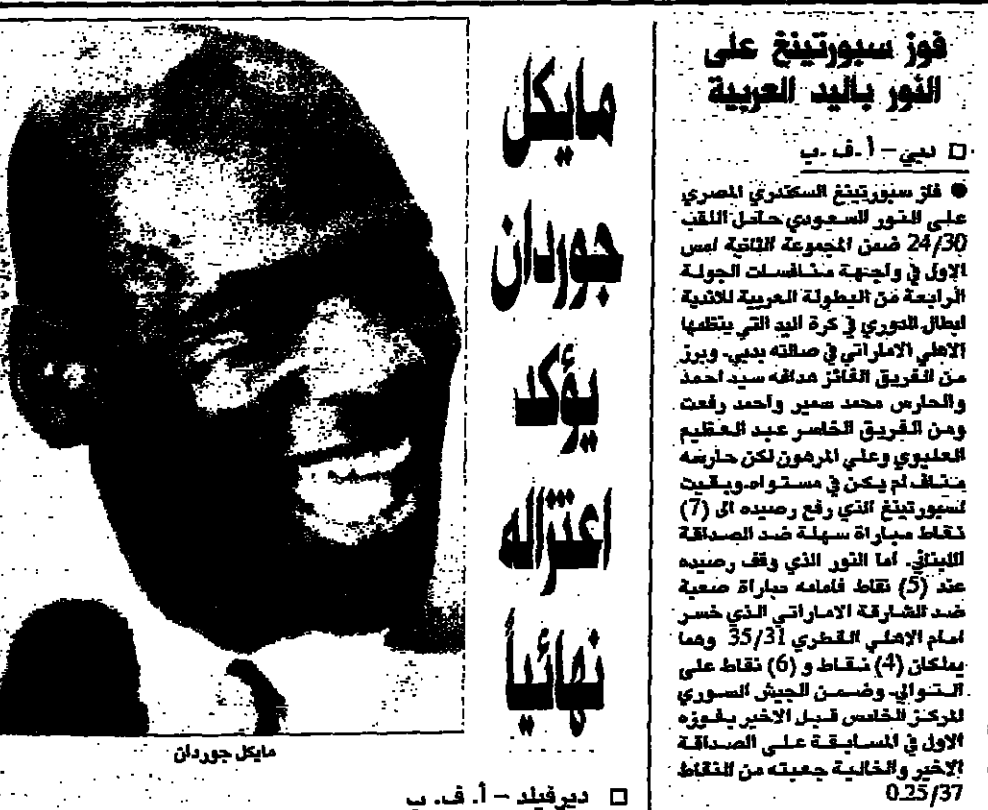 فوز سبورتينغ على
النور باليد العربية
□ دبي – أ. ف. ب
● فاز سبورتينغ السكندري المصري
على النور السعودي حامل اللقب
24/30 ضمن المجموعة الثانية امس
الاول في واجهة منافسات الجولة
الرابعة من البطولة العربية للاندية
ابطال الدوري في كرة اليد التي ينظمها
الاهلي الاماراتي في صالته بدبي. وبرز
من الفريق الفائز هدافه سيد احمد
والحارس محمد سمير واحمد رفعت
ومن الفريق الخاسر عبد العظيم
العليوي وعلي المرهون لكن حارسه
مناف لم يكن في مستواه. وبقيت
لسبورتينغ الذي رفع رصيده الى (7)
نقاط مباراة سهلة ضد الصداقة
اللبناني. اما النور الذي وقف رصيده
عند (5) نقاط فامامه مباراة صعبة
ضد الشارقة الاماراتي الذي خسر
امام الاهلي القطري 35/31 وهما
يملكان (4) نقاط و (6) نقاط على
التوالي. وضمن الجيش السوري
المركز الخامس قبل الاخير بفوزه
الاول في المسابقة على الصداقة
الاخير والخالية جعبته من النقاط
0.25/37
مايكل
جوردان
يؤكد
اعتزاله
نهائياً
مايكل جوردان
□ ديرفيلد – أ. ف. ب